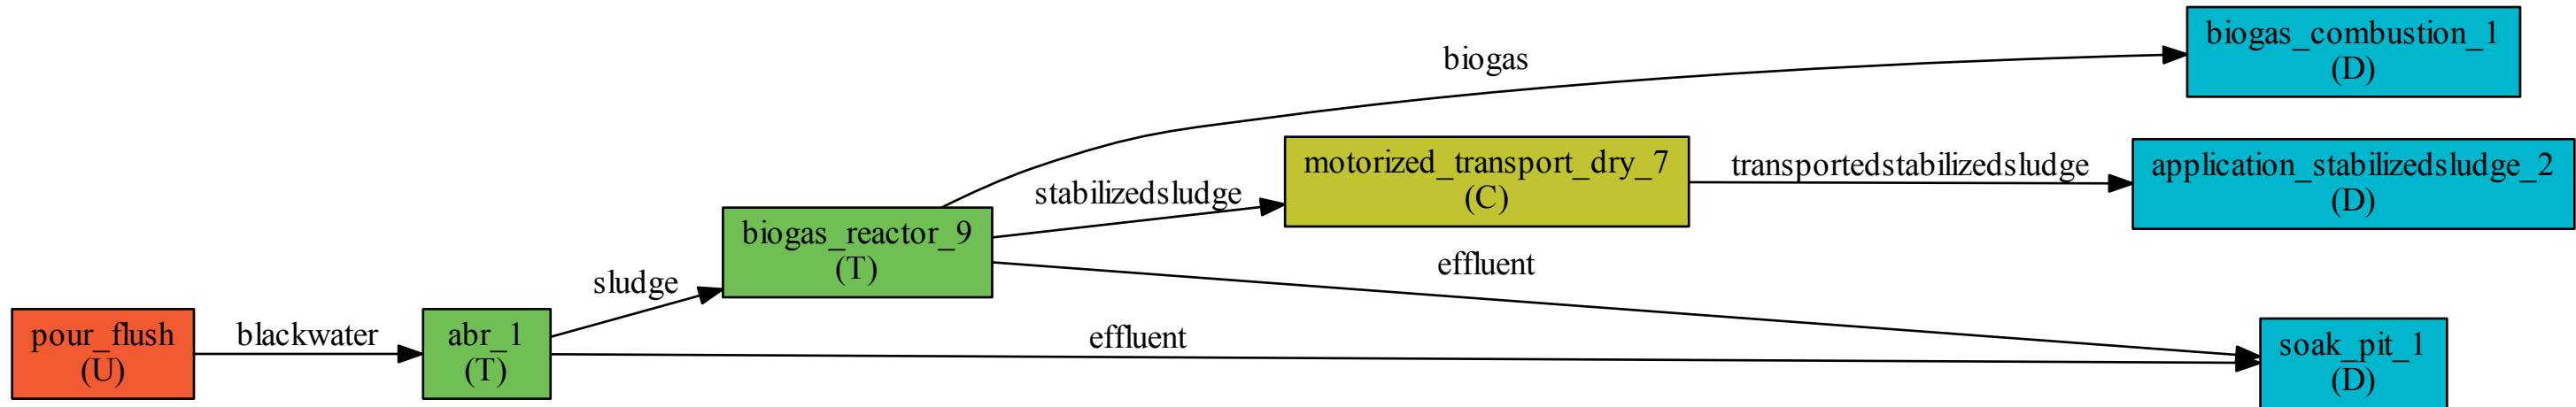 pour_flush
(U)
blackwater
abr_1
(T)
sludge
effluent
biogas_reactor_9
(T)
biogas
stabilizedsludge
effluent
motorized_transport_dry_7
(C)
transportedstabilizedsludge
biogas_combustion_1
(D)
application_stabilizedsludge_2
(D)
soak_pit_1
(D)